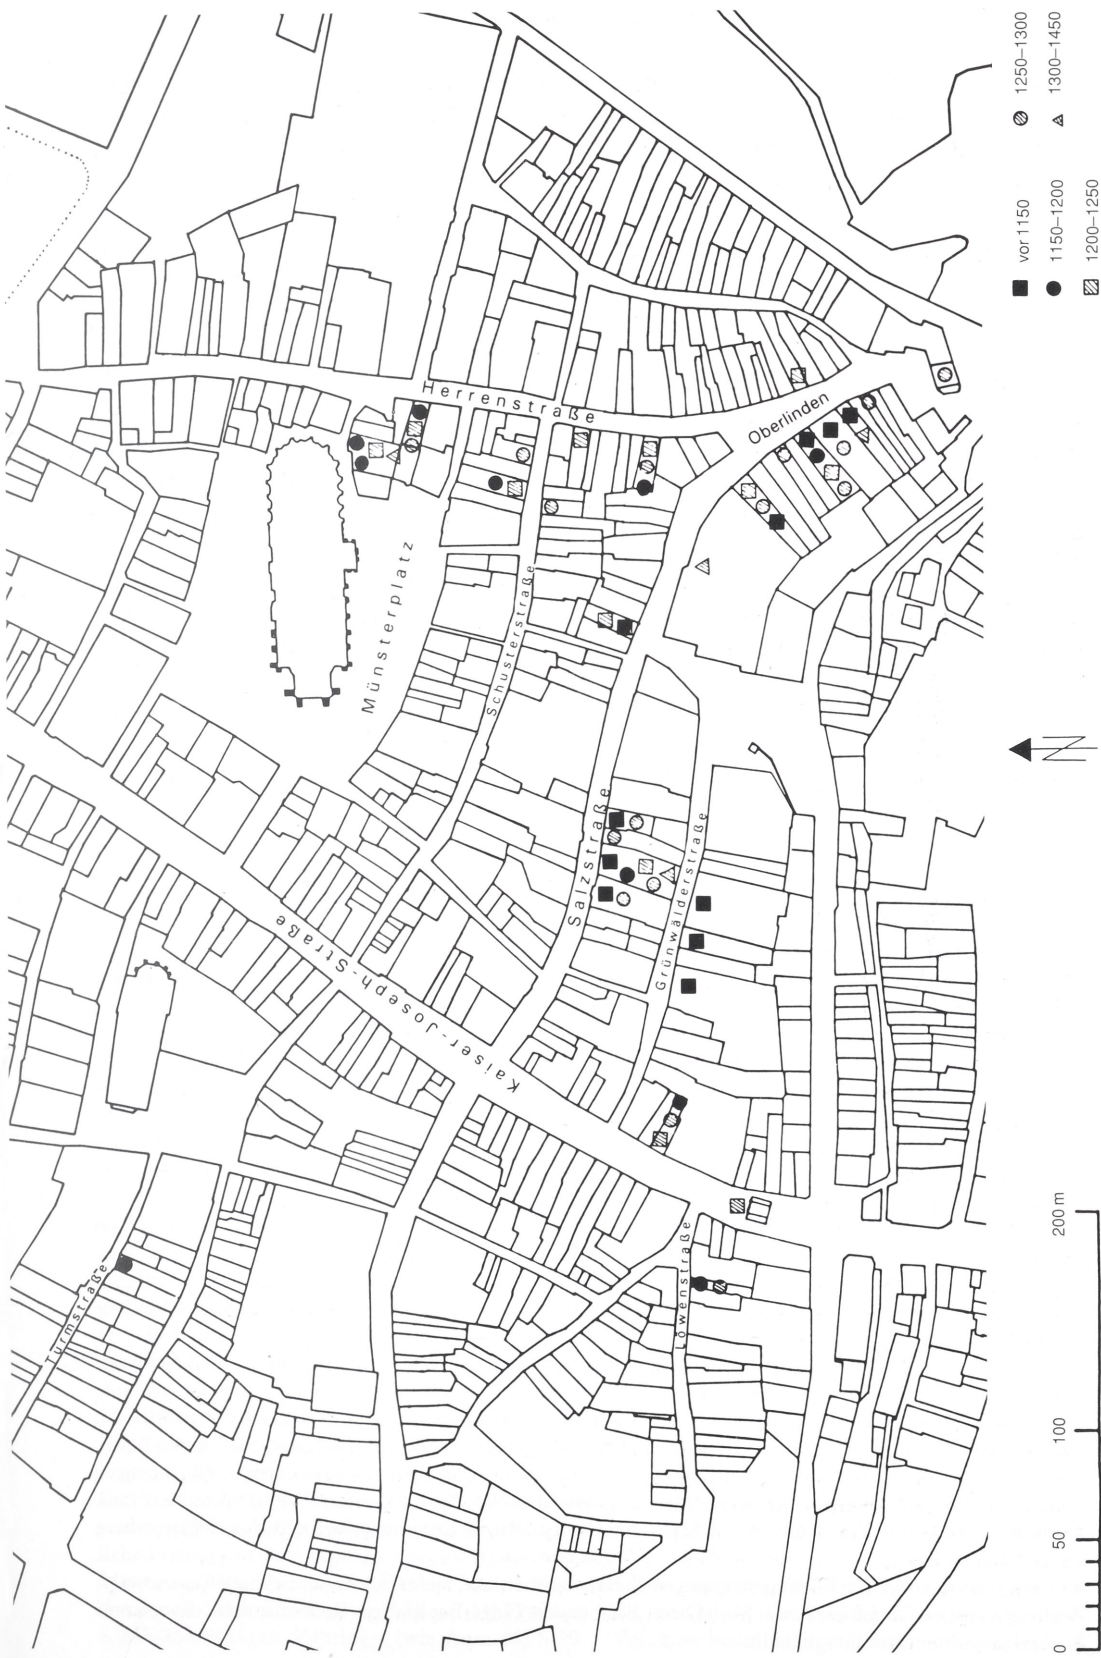 Herrenstraße
Oberlinden
Münsterplatz
Schusterstraße
Salzstraße
Grünwälderstraße
Kaiser-Joseph-Straße
Löwenstraße
Turmstraße
vor 1150
1150–1200
1200–1250
1250–1300
1300–1450
N
0
50
100
200 m